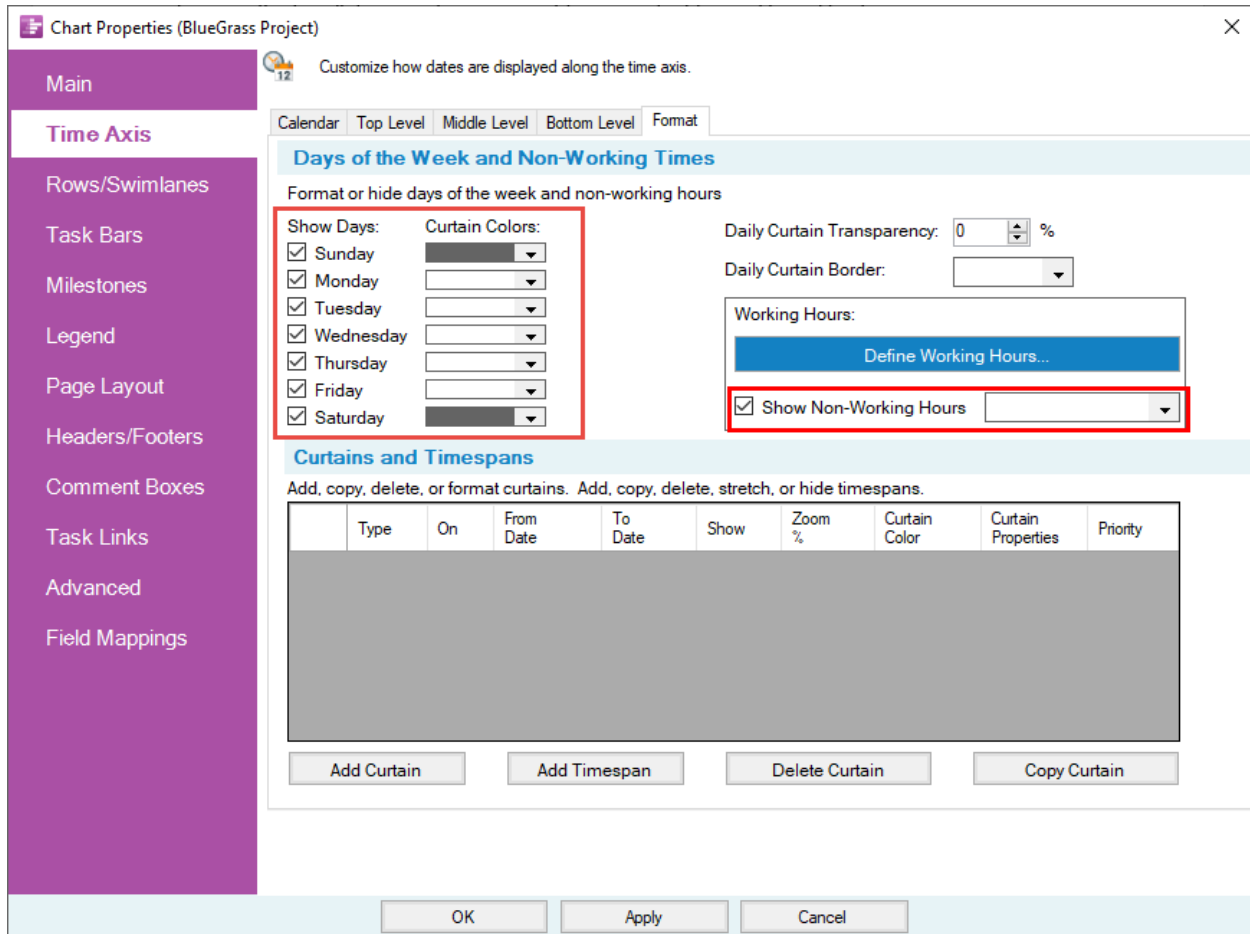 Chart Properties (BlueGrass Project)
Main
Time Axis
Rows/Swimlanes
Task Bars
Milestones
Legend
Page Layout
Headers/Footers
Comment Boxes
Task Links
Advanced
Field Mappings
12
Customize how dates are displayed along the time axis.
Calendar Top Level Middle Level Bottom Level Format
Days of the Week and Non-Working Times
Format or hide days of the week and non-working hours
Show Days: Curtain Colors:
Sunday
Monday
Tuesday
Wednesday
Thursday
Friday
Saturday
Daily Curtain Transparency: 0 %
Daily Curtain Border:
Working Hours:
Define Working Hours...
Show Non-Working Hours
Curtains and Timespans
Add, copy, delete, or format curtains. Add, copy, delete, stretch, or hide timespans.
Type On From Date To Date Show Zoom % Curtain Color Curtain Properties Priority
Add Curtain Add Timespan Delete Curtain Copy Curtain
OK Apply Cancel